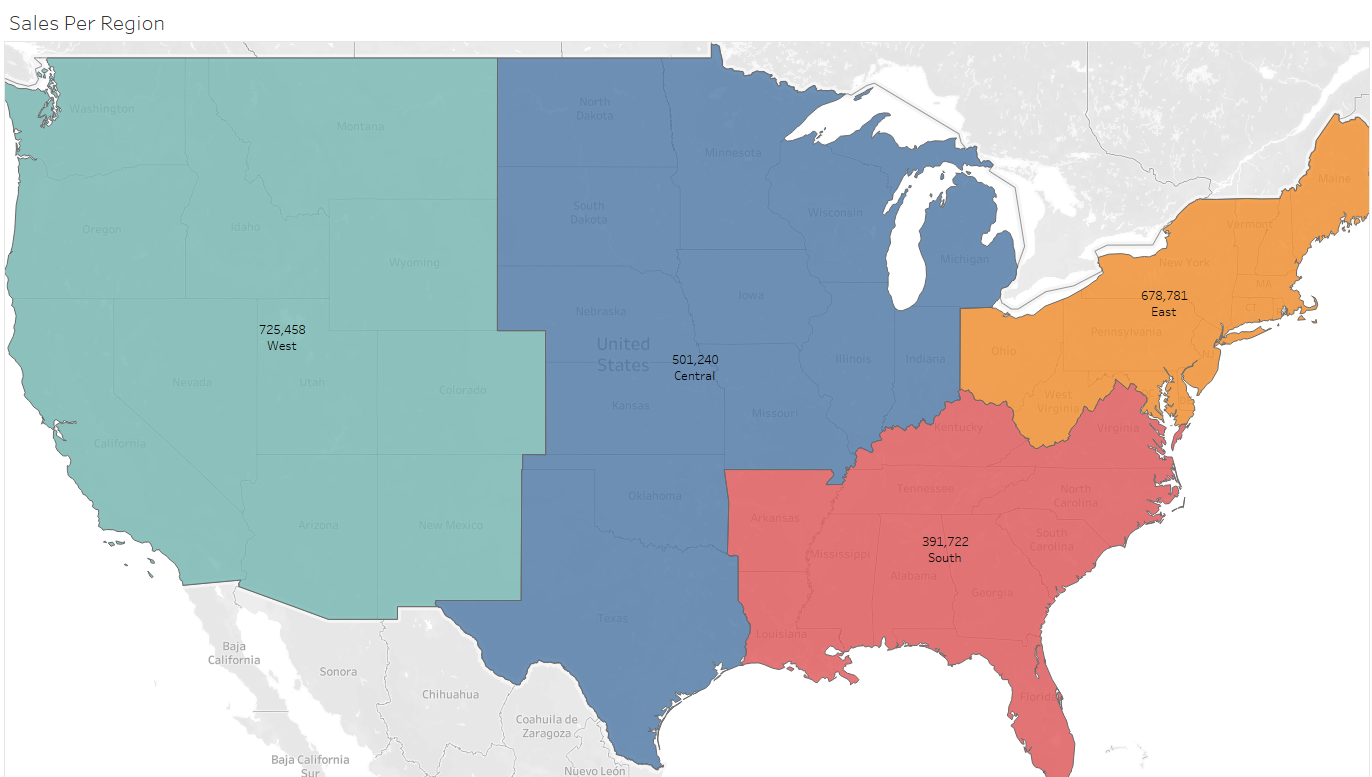 Sales Per Region
Washington
Montana
North
Dakota
Minnesota
Maine
Oregon
Idaho
South
Dakota
Wisconsin
Vermont
Wyoming
Michigan
New York
MA
Iowa
CT
678,781
East
Nebraska
725,458
West
Pennsylvania
United
States
501,240
Central
Illinois
Indiana
Ohio
NJ
Nevada
Utah
Colorado
Kansas
West
Virginia
Missouri
California
Kentucky
Virginia
Oklahoma
Tennessee
North
Carolina
Arizona
New Mexico
Arkansas
South
Carolina
391,722
South
Mississippi
Alabama
Georgia
Texas
Louisiana
Baja
California
Sonora
Chihuahua
Florida
Coahuila de
Zaragoza
Baja California
Sur
Nuevo León